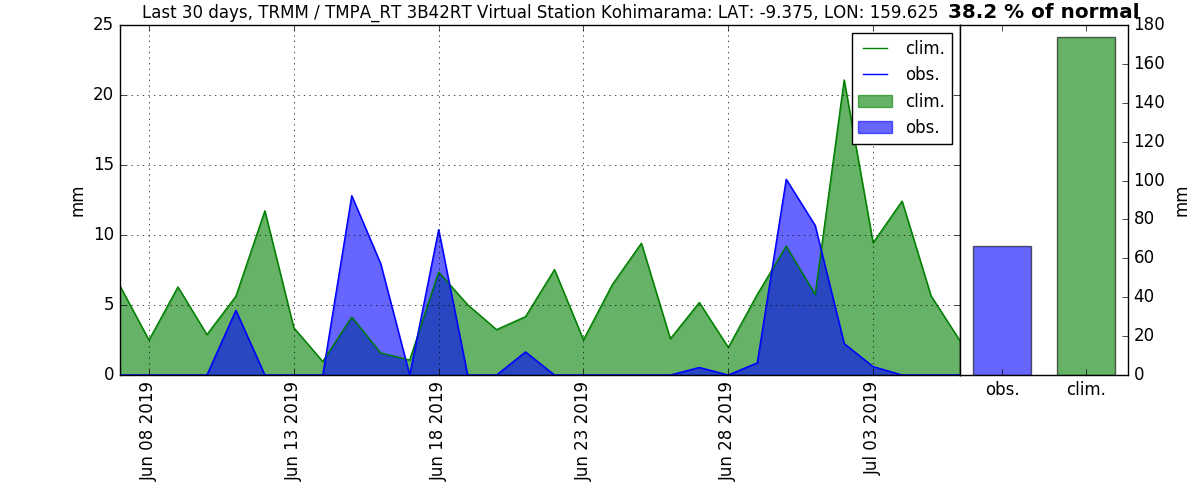 Last 30 days, TRMM / TMPA_RT 3B42RT Virtual Station Kohimarama: LAT: -9.375, LON: 159.625
38.2 % of normal
25
20
15
10
5
0
mm
clim.
obs.
clim.
obs.
Jun 08 2019
Jun 13 2019
Jun 18 2019
Jun 23 2019
Jun 28 2019
Jul 03 2019
180
160
140
120
100
80
60
40
20
0
mm
obs.
clim.